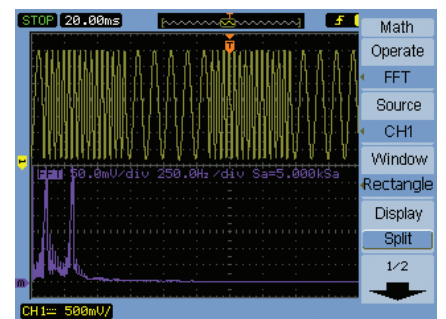 STOP 20.00ms
Math
Operate
FFT
Source
CH1
Window
Rectangle
Display
Split
1/2
T
1
FFT 50.0mV/div 250.0Hz/div Sa=5.000kSa
M
CH1 500mV/